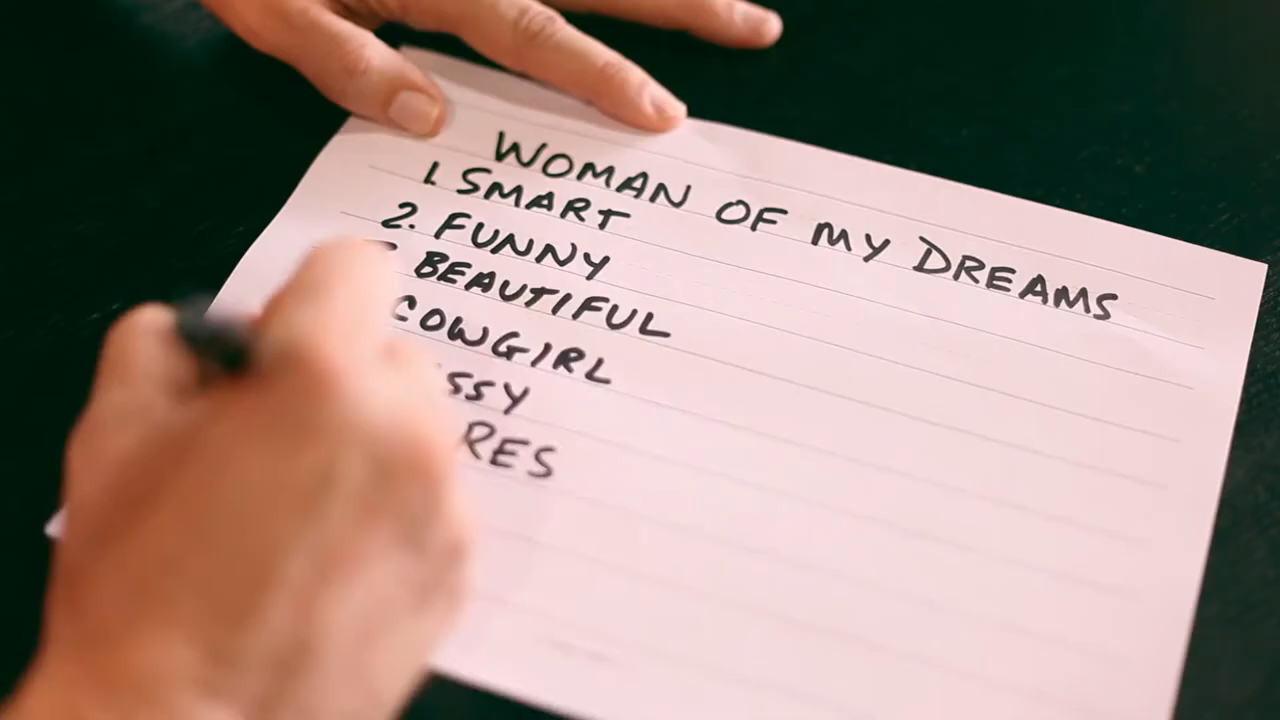 WOMAN OF MY DREAMS
1. SMART
2. FUNNY
BEAUTIFUL
COWGIRL